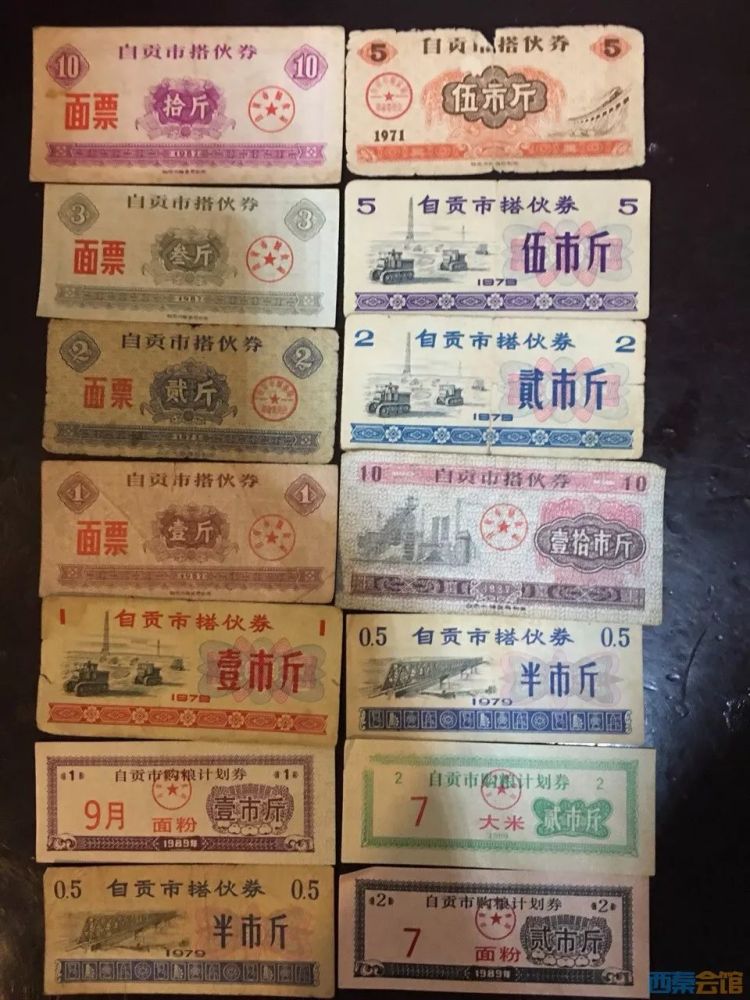 10 自贡市搭伙券 10
面票 拾斤
5 自贡市搭伙券 5
伍市斤
1971
3 自贡市搭伙券 3
面票 叁斤
5 自贡市搭伙券 5
伍市斤
1979
2 自贡市搭伙券 2
面票 贰斤
2 自贡市搭伙券 2
贰市斤
1979
1 自贡市搭伙券 1
面票 壹斤
10 自贡市搭伙券 10
壹拾市斤
1 自贡市搭伙券 1
壹市斤
1979
0.5 自贡市搭伙券 0.5
半市斤
1979
1 自贡市购粮计划券 1
9月 面粉 壹市斤
1989年
2 自贡市购粮计划券 2
7 大米 贰市斤
1989
0.5 自贡市搭伙券 0.5
半市斤
1979
2 自贡市购粮计划券 2
7 面粉 贰市斤
1989年
西秦会馆